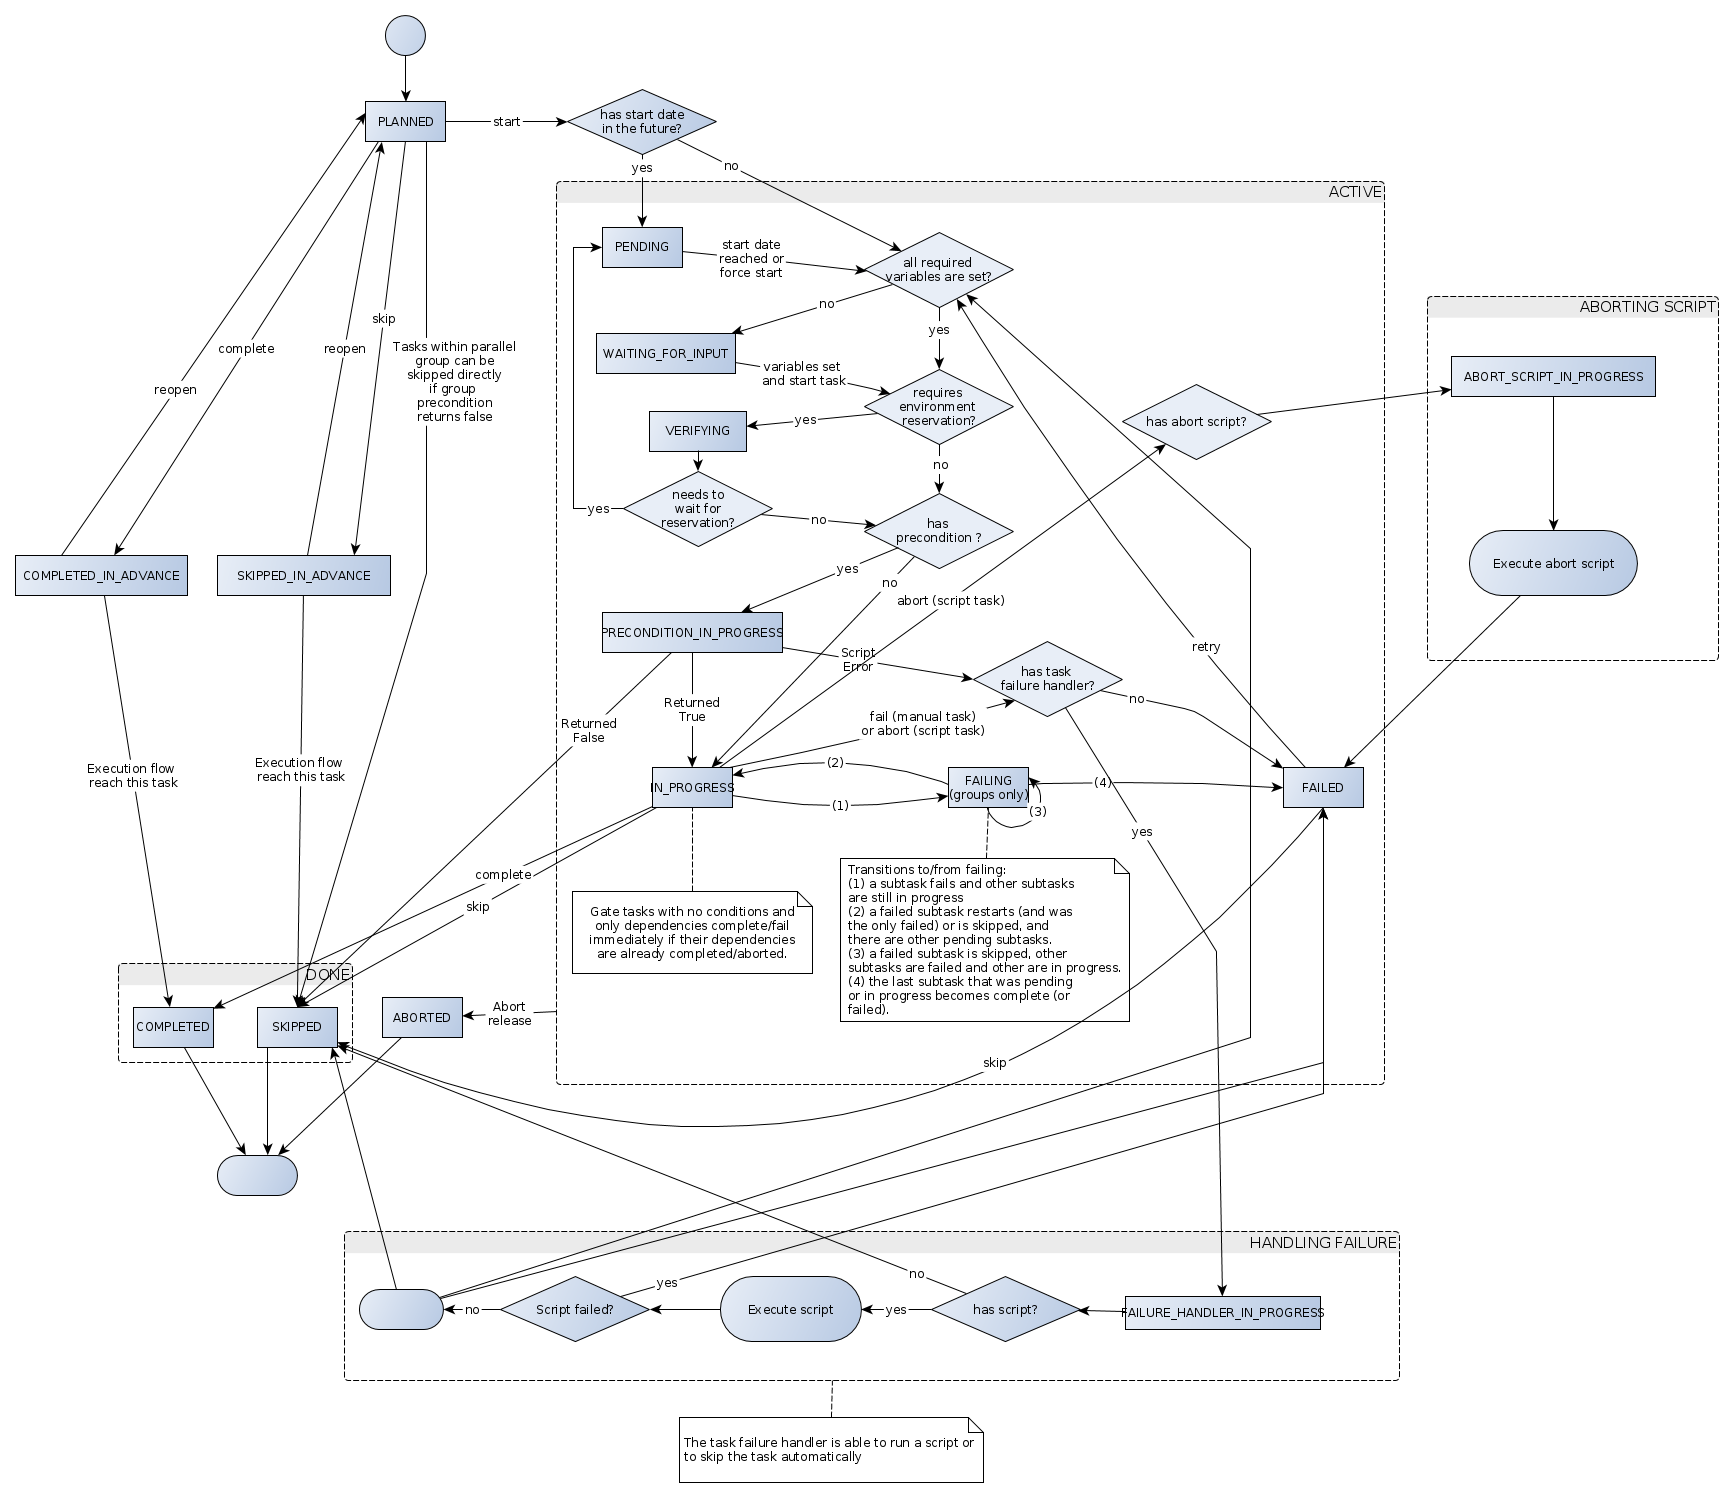 PLANNED
start
has start date
in the future?
yes
no
ACTIVE
PENDING
start date
reached or
force start
all required
variables are set?
no
yes
WAITING_FOR_INPUT
variables set
and start task
requires
environment
reservation?
yes
VERIFYING
no
needs to
wait for
reservation?
yes
no
has
precondition ?
yes
no
abort (script task)
has abort script?
ABORTING SCRIPT
ABORT_SCRIPT_IN_PROGRESS
Execute abort script
reopen
complete
reopen
skip
Tasks within parallel
group can be
skipped directly
if group
precondition
returns false
COMPLETED_IN_ADVANCE
SKIPPED_IN_ADVANCE
PRECONDITION_IN_PROGRESS
Script
Error
has task
failure handler?
no
retry
Returned
True
Returned
False
fail (manual task)
or abort (script task)
Execution flow
reach this task
Execution flow
reach this task
IN_PROGRESS
(2)
(1)
FAILING
(groups only)
(3)
(4)
FAILED
yes
complete
skip
Gate tasks with no conditions and
only dependencies complete/fail
immediately if their dependencies
are already completed/aborted.
Transitions to/from failing:
(1) a subtask fails and other subtasks
are still in progress
(2) a failed subtask restarts (and was
the only failed) or is skipped, and
there are other pending subtasks.
(3) a failed subtask is skipped, other
subtasks are failed and other are in progress.
(4) the last subtask that was pending
or in progress becomes complete (or
failed).
DONE
COMPLETED
SKIPPED
ABORTED
Abort
release
skip
HANDLING FAILURE
no
Script failed?
yes
Execute script
yes
has script?
no
FAILURE_HANDLER_IN_PROGRESS
The task failure handler is able to run a script or
to skip the task automatically